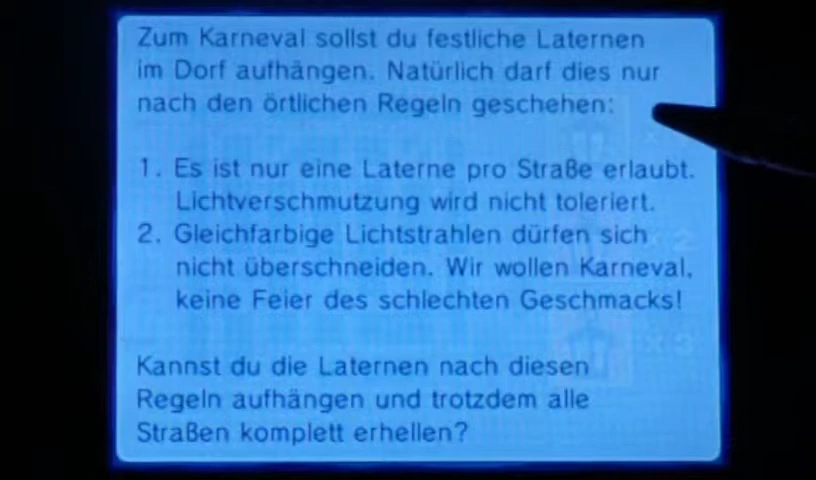 Zum Karneval sollst du festliche Laternen
im Dorf aufhängen. Natürlich darf dies nur
nach den örtlichen Regeln geschehen:
1. Es ist nur eine Laterne pro Straße erlaubt.
Lichtverschmutzung wird nicht toleriert.
2. Gleichfarbige Lichtstrahlen dürfen sich
nicht überschneiden. Wir wollen Karneval,
keine Feier des schlechten Geschmacks!
Kannst du die Laternen nach diesen
Regeln aufhängen und trotzdem alle
Straßen komplett erhellen?